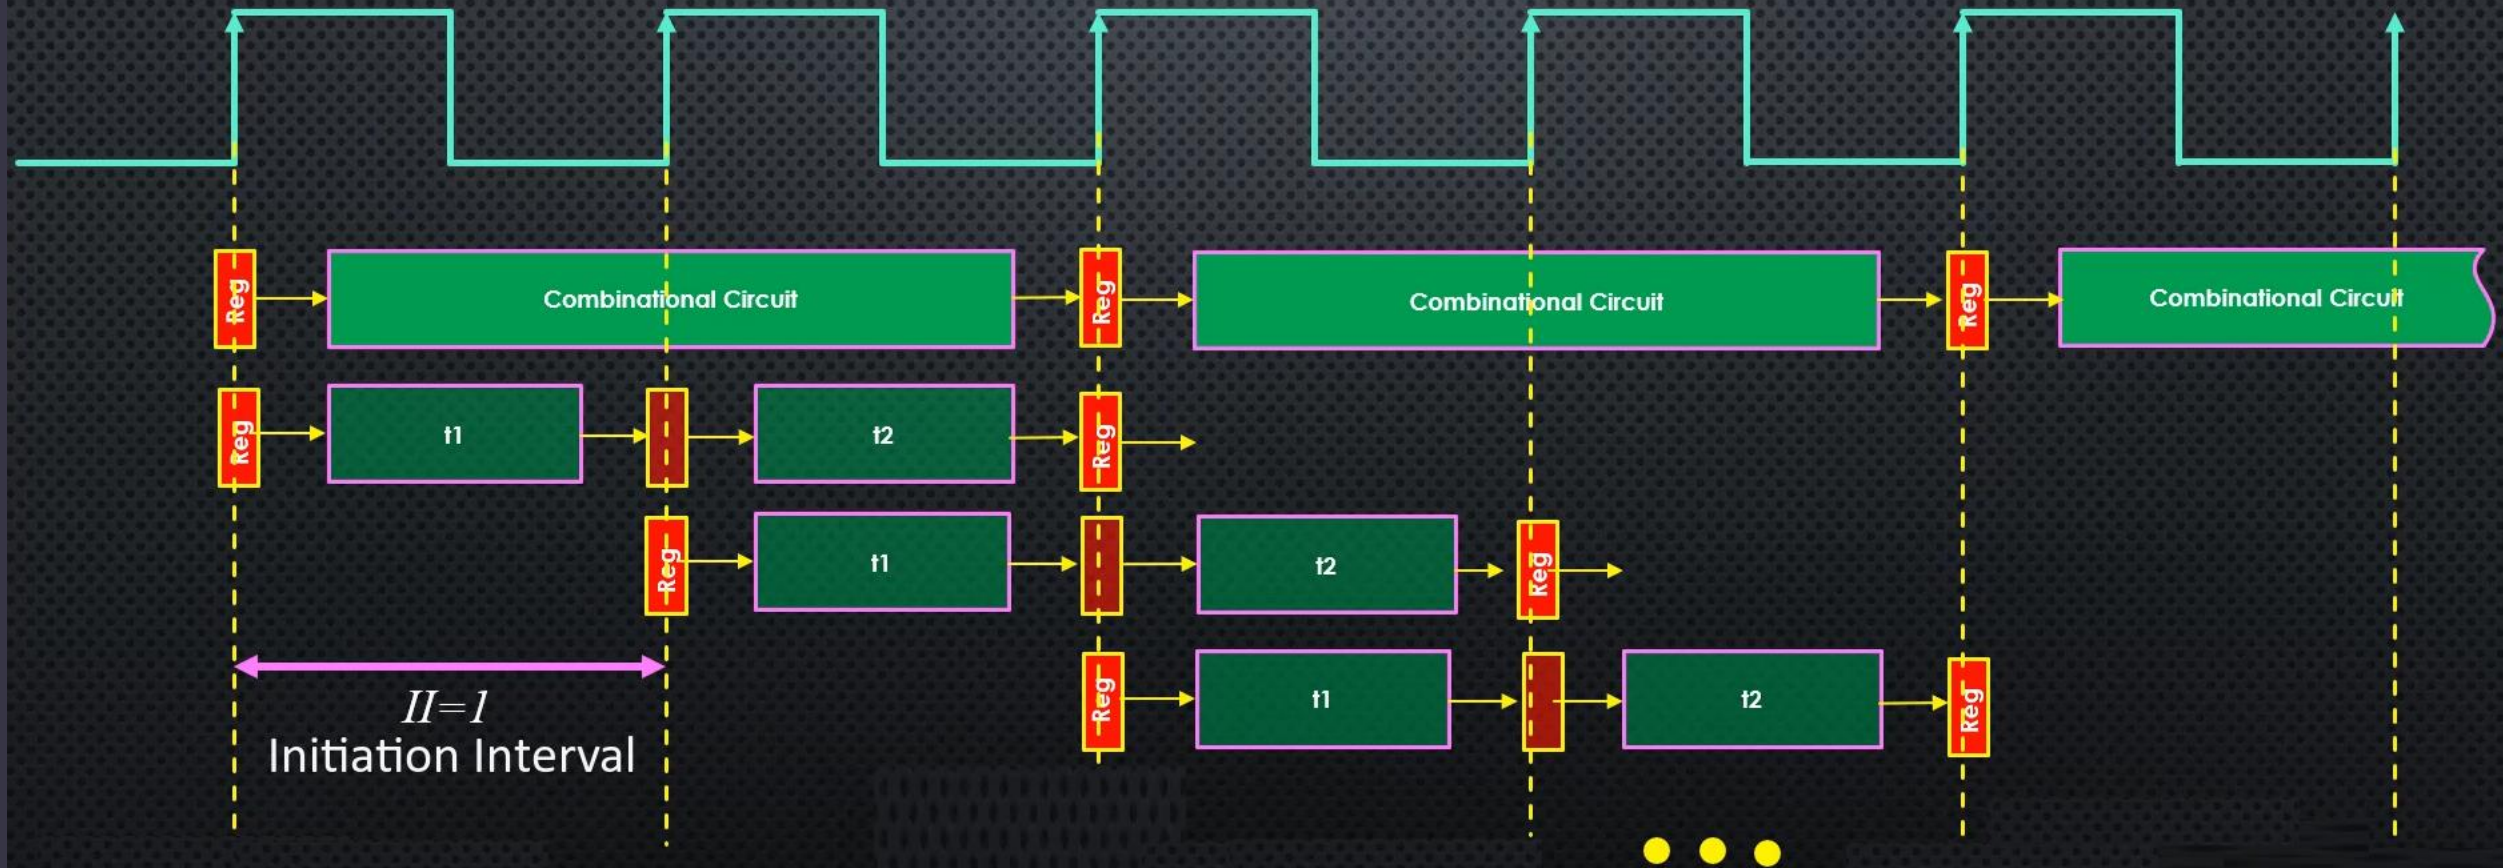 Reg
Combinational Circuit
Reg
Combinational Circuit
Reg
Combinational Circuit
Reg
t1
t2
Reg
Reg
t1
t2
Reg
Reg
t1
t2
Reg
II=1
Initiation Interval